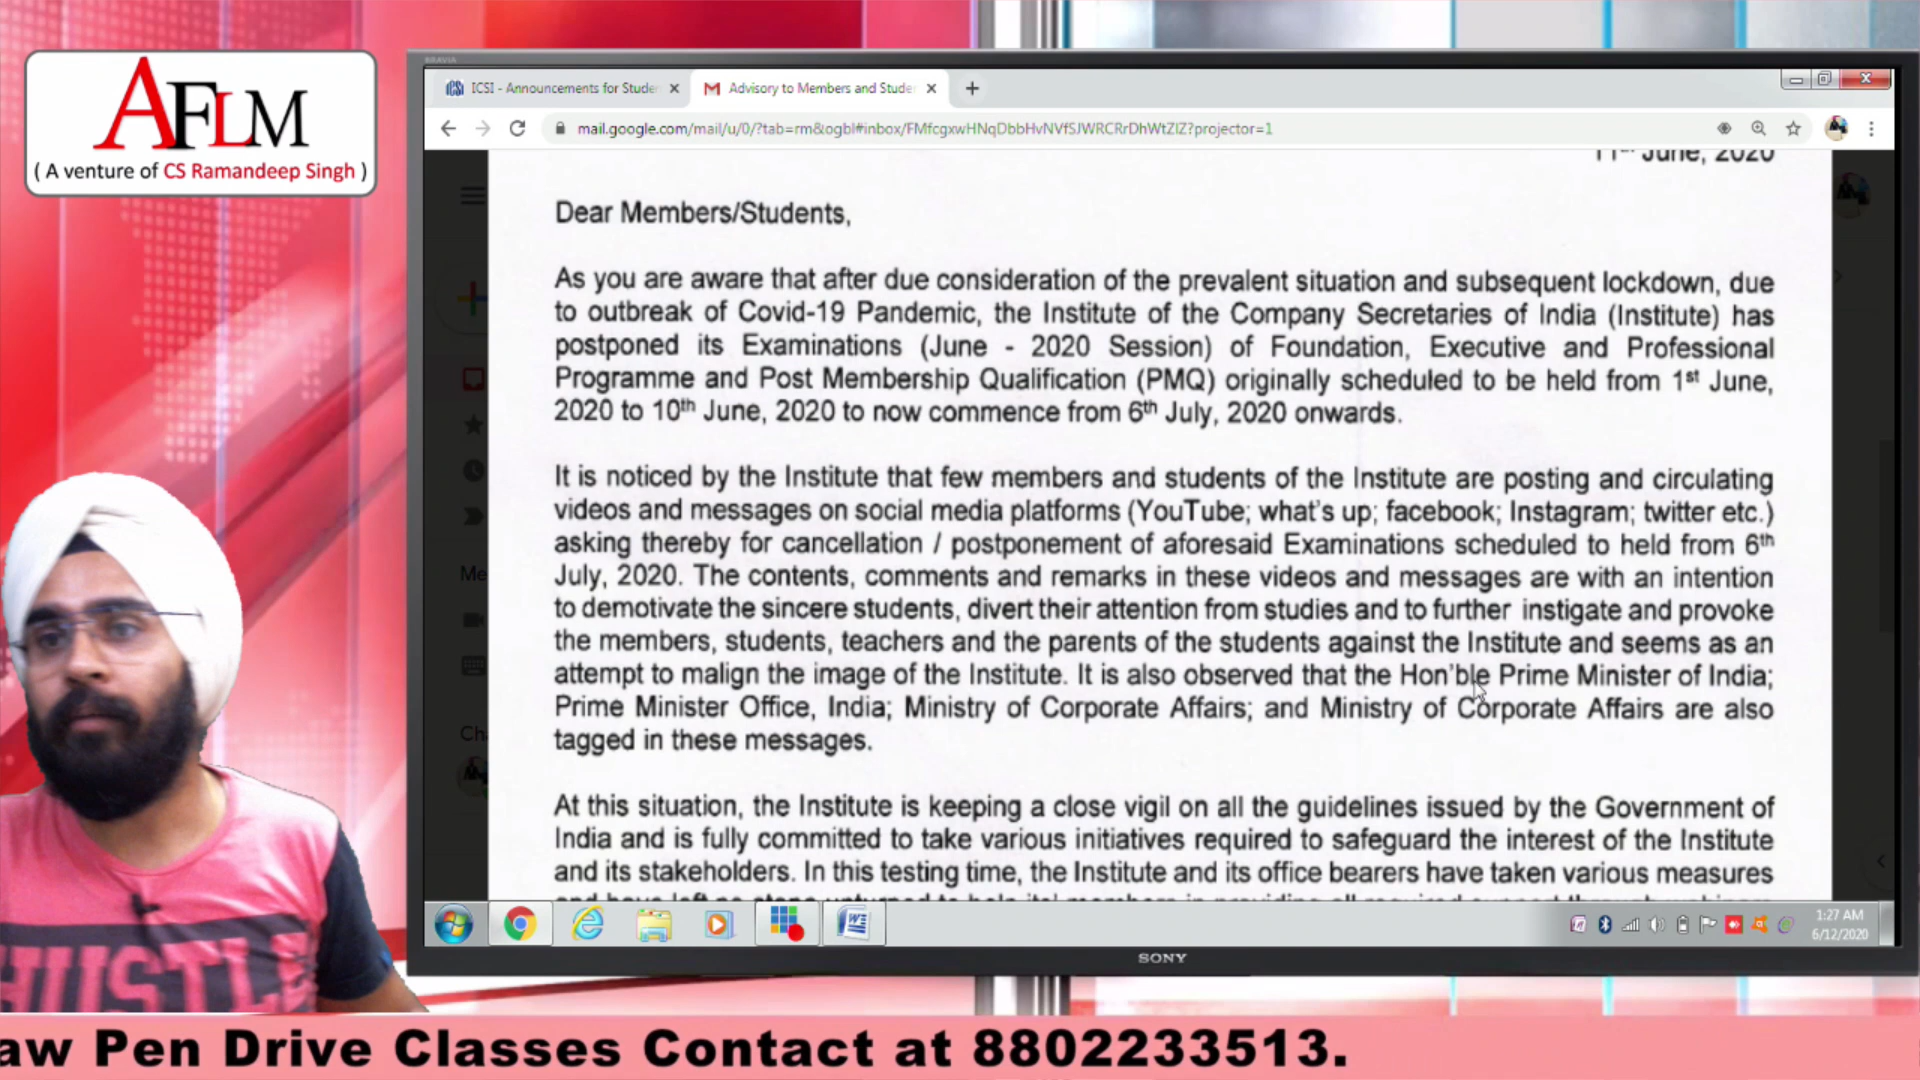 AFLM
( A venture of CS Ramandeep Singh )
BRAVIA
ICSI - Announcements for Studen
Advisory to Members and Studen
mail.google.com/mail/u/0/?tab=rm&ogbl#inbox/FMfcgxwHNqDbbHvNVfSJWRCRrDhWtZlZ?projector=1
11th June, 2020
Dear Members/Students,
As you are aware that after due consideration of the prevalent situation and subsequent lockdown, due
to outbreak of Covid-19 Pandemic, the Institute of the Company Secretaries of India (Institute) has
postponed its Examinations (June - 2020 Session) of Foundation, Executive and Professional
Programme and Post Membership Qualification (PMQ) originally scheduled to be held from 1st June,
2020 to 10th June, 2020 to now commence from 6th July, 2020 onwards.
It is noticed by the Institute that few members and students of the Institute are posting and circulating
videos and messages on social media platforms (YouTube; what's up; facebook; Instagram; twitter etc.)
asking thereby for cancellation / postponement of aforesaid Examinations scheduled to held from 6th
July, 2020. The contents, comments and remarks in these videos and messages are with an intention
to demotivate the sincere students, divert their attention from studies and to further instigate and provoke
the members, students, teachers and the parents of the students against the Institute and seems as an
attempt to malign the image of the Institute. It is also observed that the Hon'ble Prime Minister of India;
Prime Minister Office, India; Ministry of Corporate Affairs; and Ministry of Corporate Affairs are also
tagged in these messages.
At this situation, the Institute is keeping a close vigil on all the guidelines issued by the Government of
India and is fully committed to take various initiatives required to safeguard the interest of the Institute
and its stakeholders. In this testing time, the Institute and its office bearers have taken various measures
Me
Ch
1:27 AM
6/12/2020
SONY
HUSTLE
aw Pen Drive Classes Contact at 8802233513.